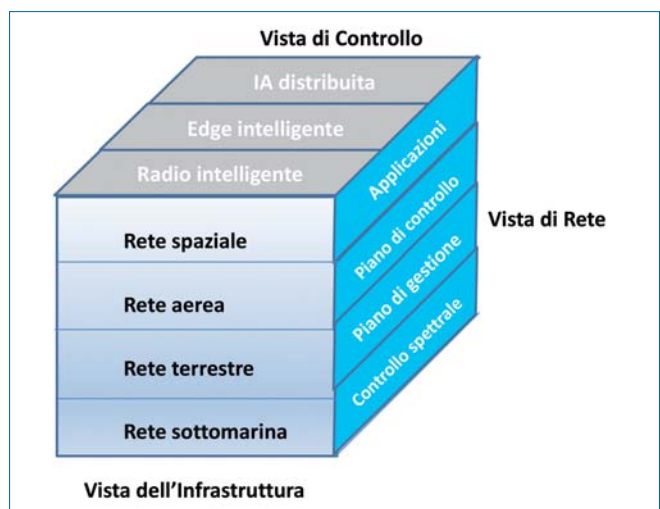 Vista di Controllo
IA distribuita
Edge intelligente
Radio intelligente
Applicazioni
Piano di controllo
Piano di gestione
Controllo spettrale
Vista di Rete
Rete spaziale
Rete aerea
Rete terrestre
Rete sottomarina
Vista dell’Infrastruttura